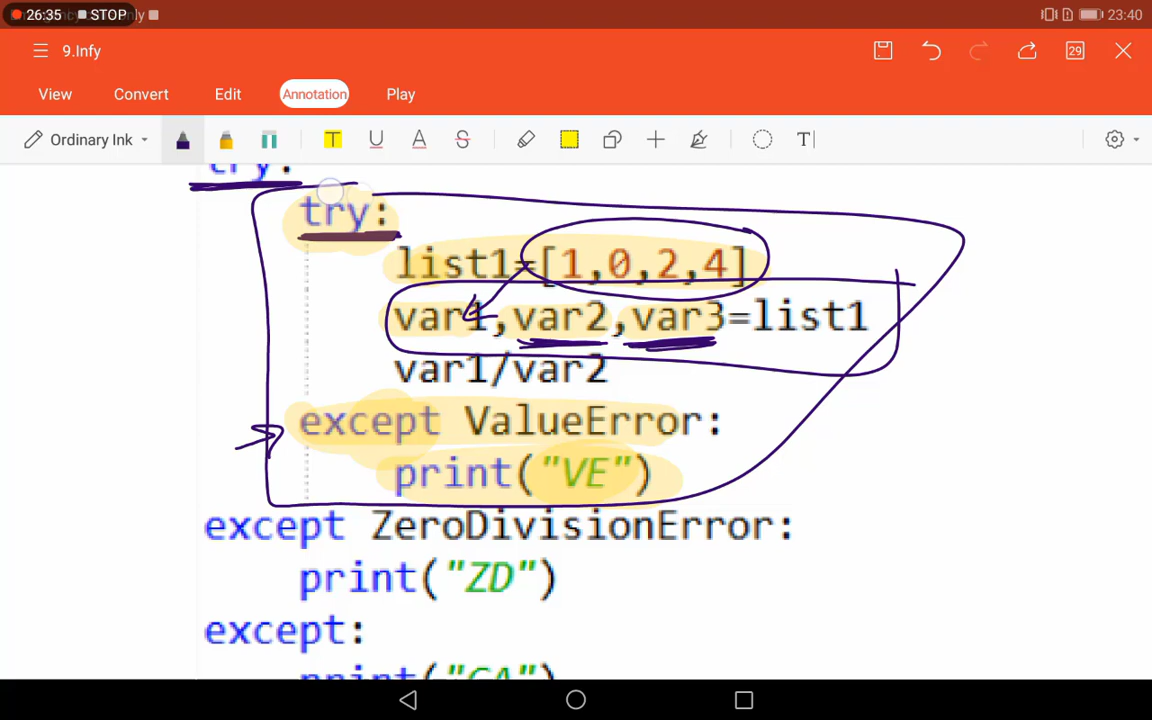 26:35 STOP
23:40
9.Infy
29
View Convert Edit Annotation Play
Ordinary Ink T U A S T
try:
try:
list1=[1,0,2,4]
var1,var2,var3=list1
var1/var2
except ValueError:
print("VE")
except ZeroDivisionError:
print("ZD")
except: